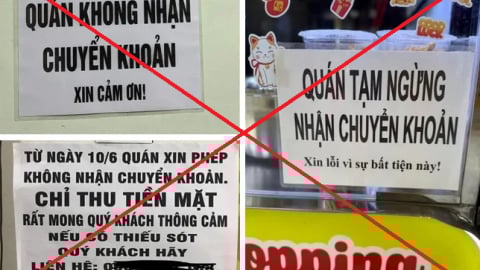 QUÁN KHÔNG NHẬN
CHUYỂN KHOẢN
XIN CẢM ƠN!
QUÁN TẠM NGỪNG
NHẬN CHUYỂN KHOẢN
Xin lỗi vì sự bất tiện này!
TỪ NGÀY 10/6 QUÁN XIN PHÉP
KHÔNG NHẬN CHUYỂN KHOẢN.
CHỈ THU TIỀN MẶT
RẤT MONG QUÝ KHÁCH THÔNG CẢM
NẾU CÓ THIẾU SÓT
QUÝ KHÁCH HÃY
LIÊN HỆ:
opping